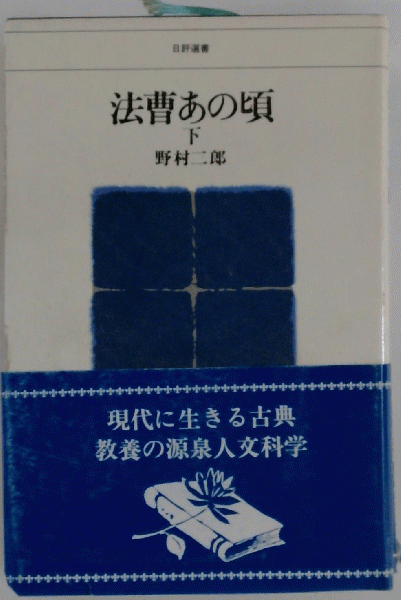 日評選書
法曹あの頃
下
野村二郎
現代に生きる古典
教養の源泉人文科学